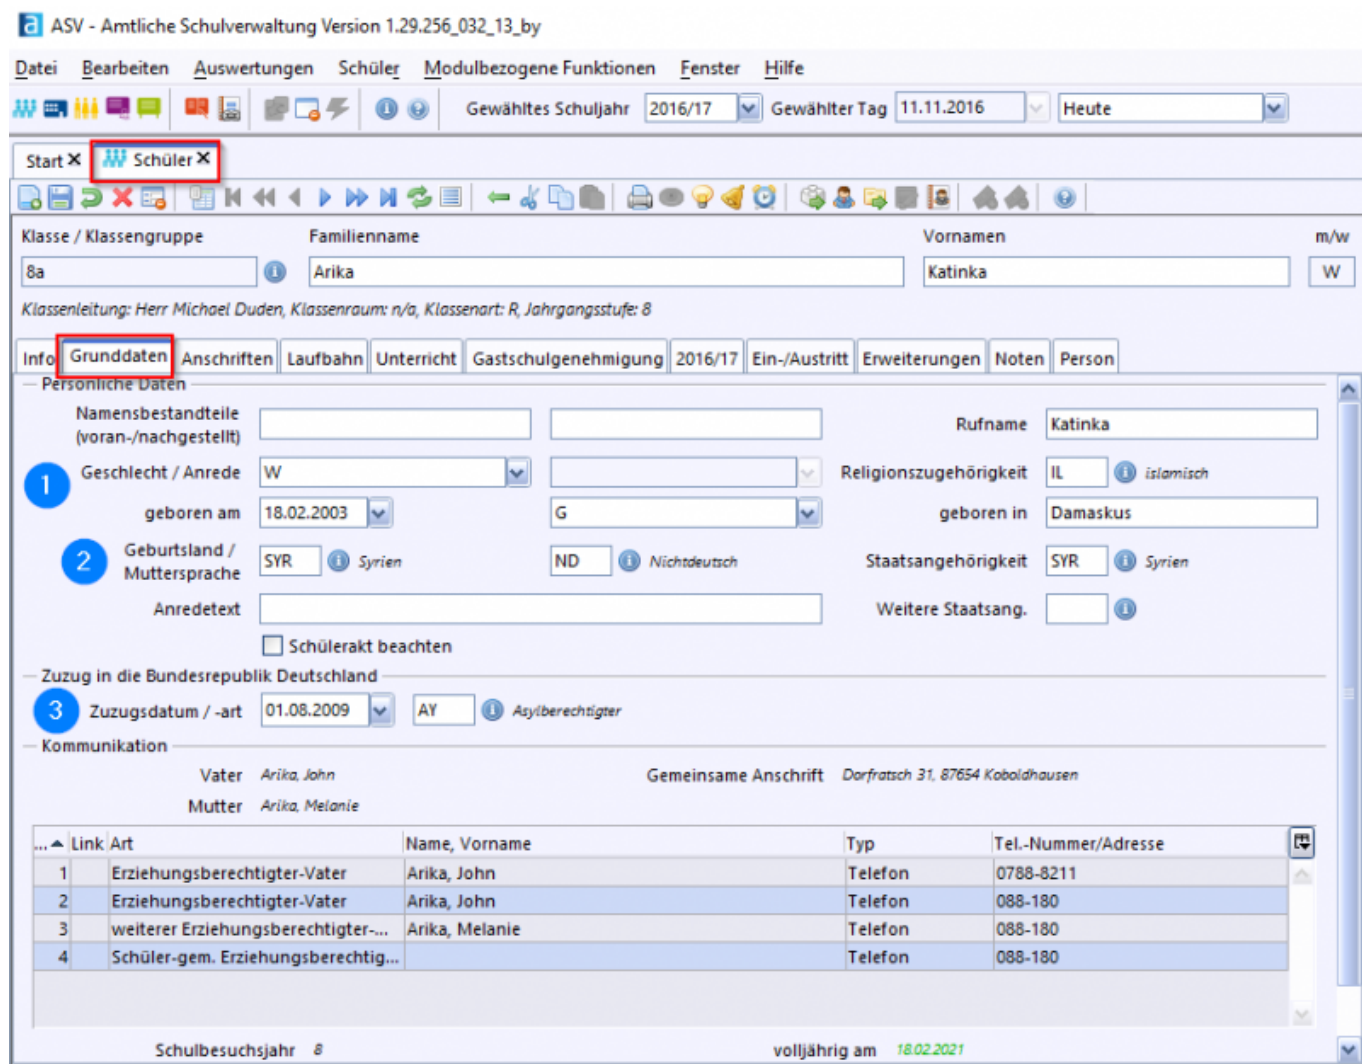 a ASV - Amtliche Schulverwaltung Version 1.29.256_032_13_by
Datei Bearbeiten Auswertungen Schüler Modulbezogene Funktionen Fenster Hilfe
Gewähltes Schuljahr 2016/17 Gewählter Tag 11.11.2016 Heute
Start Schüler
Klasse / Klassengruppe Familienname Vornamen m/w
8a Arika Katinka W
Klassenleitung: Herr Michael Duden, Klassenraum: n/a, Klassenart: R, Jahrgangsstufe: 8
Info Grunddaten Anschriften Laufbahn Unterricht Gastschulgenehmigung 2016/17 Ein-/Austritt Erweiterungen Noten Person
Persönliche Daten
Namensbestandteile
(voran-/nachgestellt) Rufname Katinka
1 Geschlecht / Anrede W Religionszugehörigkeit IL islamisch
geboren am 18.02.2003 G geboren in Damaskus
2 Geburtsland /
Muttersprache SYR Syrien ND Nichtdeutsch Staatsangehörigkeit SYR Syrien
Anredetext Weitere Staatsang.
Schülerakt beachten
Zuzug in die Bundesrepublik Deutschland
3 Zuzugsdatum / -art 01.08.2009 AY Asylberechtigter
Kommunikation
Vater Arika, John Gemeinsame Anschrift Dorfratsch 31, 87654 Koboldhausen
Mutter Arika, Melanie
... Link Art Name, Vorname Typ Tel.-Nummer/Adresse
1 Erziehungsberechtigter-Vater Arika, John Telefon 0788-8211
2 Erziehungsberechtigter-Vater Arika, John Telefon 088-180
3 weiterer Erziehungsberechtigter-... Arika, Melanie Telefon 088-180
4 Schüler-gem. Erziehungsberechtig... Telefon 088-180
Schulbesuchsjahr 8 volljährig am 18.02.2021